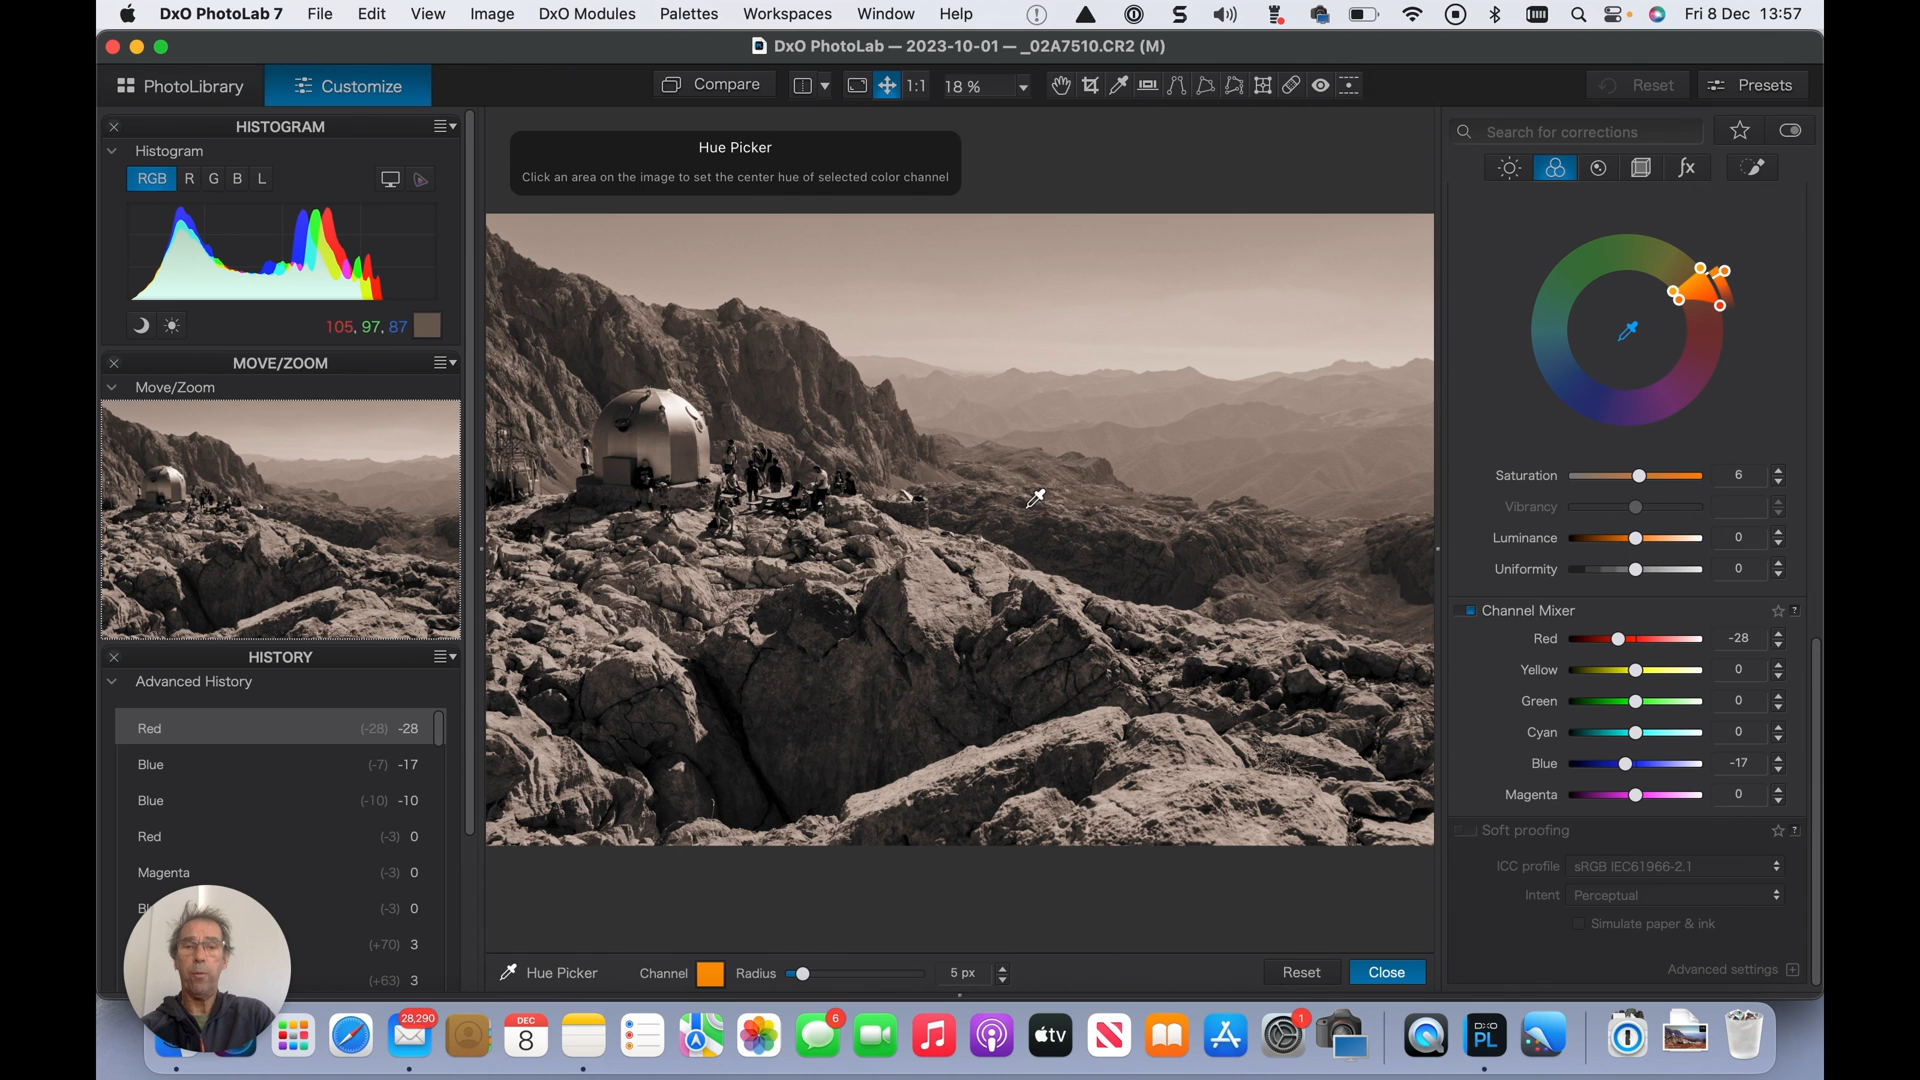 DxO PhotoLab 7 File Edit View Image DxO Modules Palettes Workspaces Window Help Fri 8 Dec 13:57
DxO PhotoLab — 2023-10-01 — _02A7510.CR2 (M)
PhotoLibrary Customize Compare 1:1 18 % Reset Presets
HISTOGRAM
Histogram
RGB R G B L
105, 97, 87
MOVE/ZOOM
Move/Zoom
HISTORY
Advanced History
Red (-28) -28
Blue (-7) -17
Blue (-10) -10
Red (-3) 0
Magenta (-3) 0
(-3) 0
(+70) 3
(+63) 3
Hue Picker
Click an area on the image to set the center hue of selected color channel
Hue Picker Channel Radius 5 px Reset Close
Search for corrections
fx
Saturation 6
Vibrancy
Luminance 0
Uniformity 0
Channel Mixer ?
Red -28
Yellow 0
Green 0
Cyan 0
Blue -17
Magenta 0
Soft proofing ?
ICC profile sRGB IEC61966-2.1
Intent Perceptual
Simulate paper & ink
Advanced settings
28,290
DEC
8
6
tv
1
DXO
PL